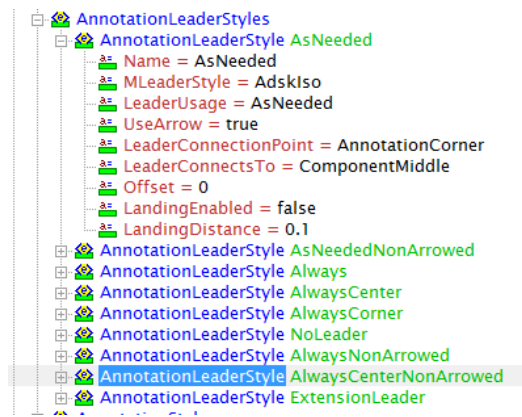 AnnotationLeaderStyles
AnnotationLeaderStyle AsNeeded
Name = AsNeeded
MLeaderStyle = AdskIso
LeaderUsage = AsNeeded
UseArrow = true
LeaderConnectionPoint = AnnotationCorner
LeaderConnectsTo = ComponentMiddle
Offset = 0
LandingEnabled = false
LandingDistance = 0.1
AnnotationLeaderStyle AsNeededNonArrowed
AnnotationLeaderStyle Always
AnnotationLeaderStyle AlwaysCenter
AnnotationLeaderStyle AlwaysCorner
AnnotationLeaderStyle NoLeader
AnnotationLeaderStyle AlwaysNonArrowed
AnnotationLeaderStyle AlwaysCenterNonArrowed
AnnotationLeaderStyle ExtensionLeader